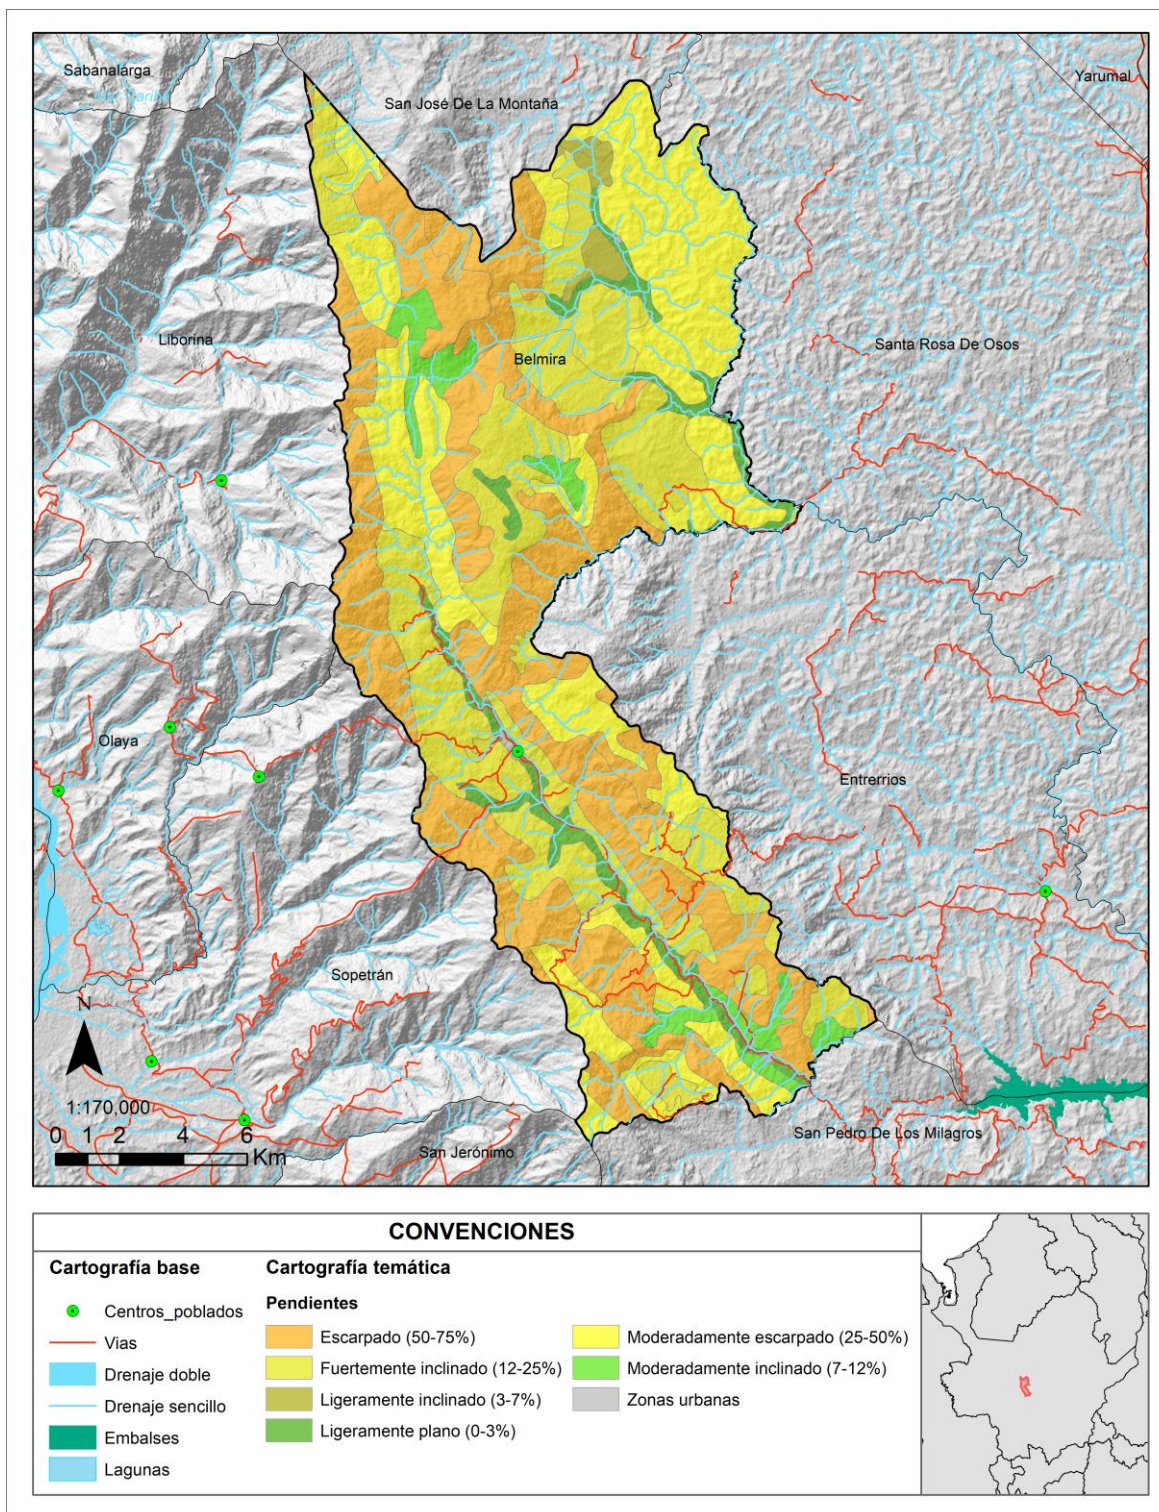 Sabanalárga
Yarumal
San José De La Montaña
Liborina
Santa Rosa De Osos
Belmira
Olaya
Entrerrios
Sopetrán
N
1:170,000
0 1 2 4 6
Km
San Jerónimo
San Pedro De Los Milagros
CONVENCIONES
Cartografía base
Centros_poblados
Vias
Drenaje doble
Drenaje sencillo
Embalses
Lagunas
Cartografía temática
Pendientes
Escarpado (50-75%)
Fuertemente inclinado (12-25%)
Ligeramente inclinado (3-7%)
Ligeramente plano (0-3%)
Moderadamente escarpado (25-50%)
Moderadamente inclinado (7-12%)
Zonas urbanas